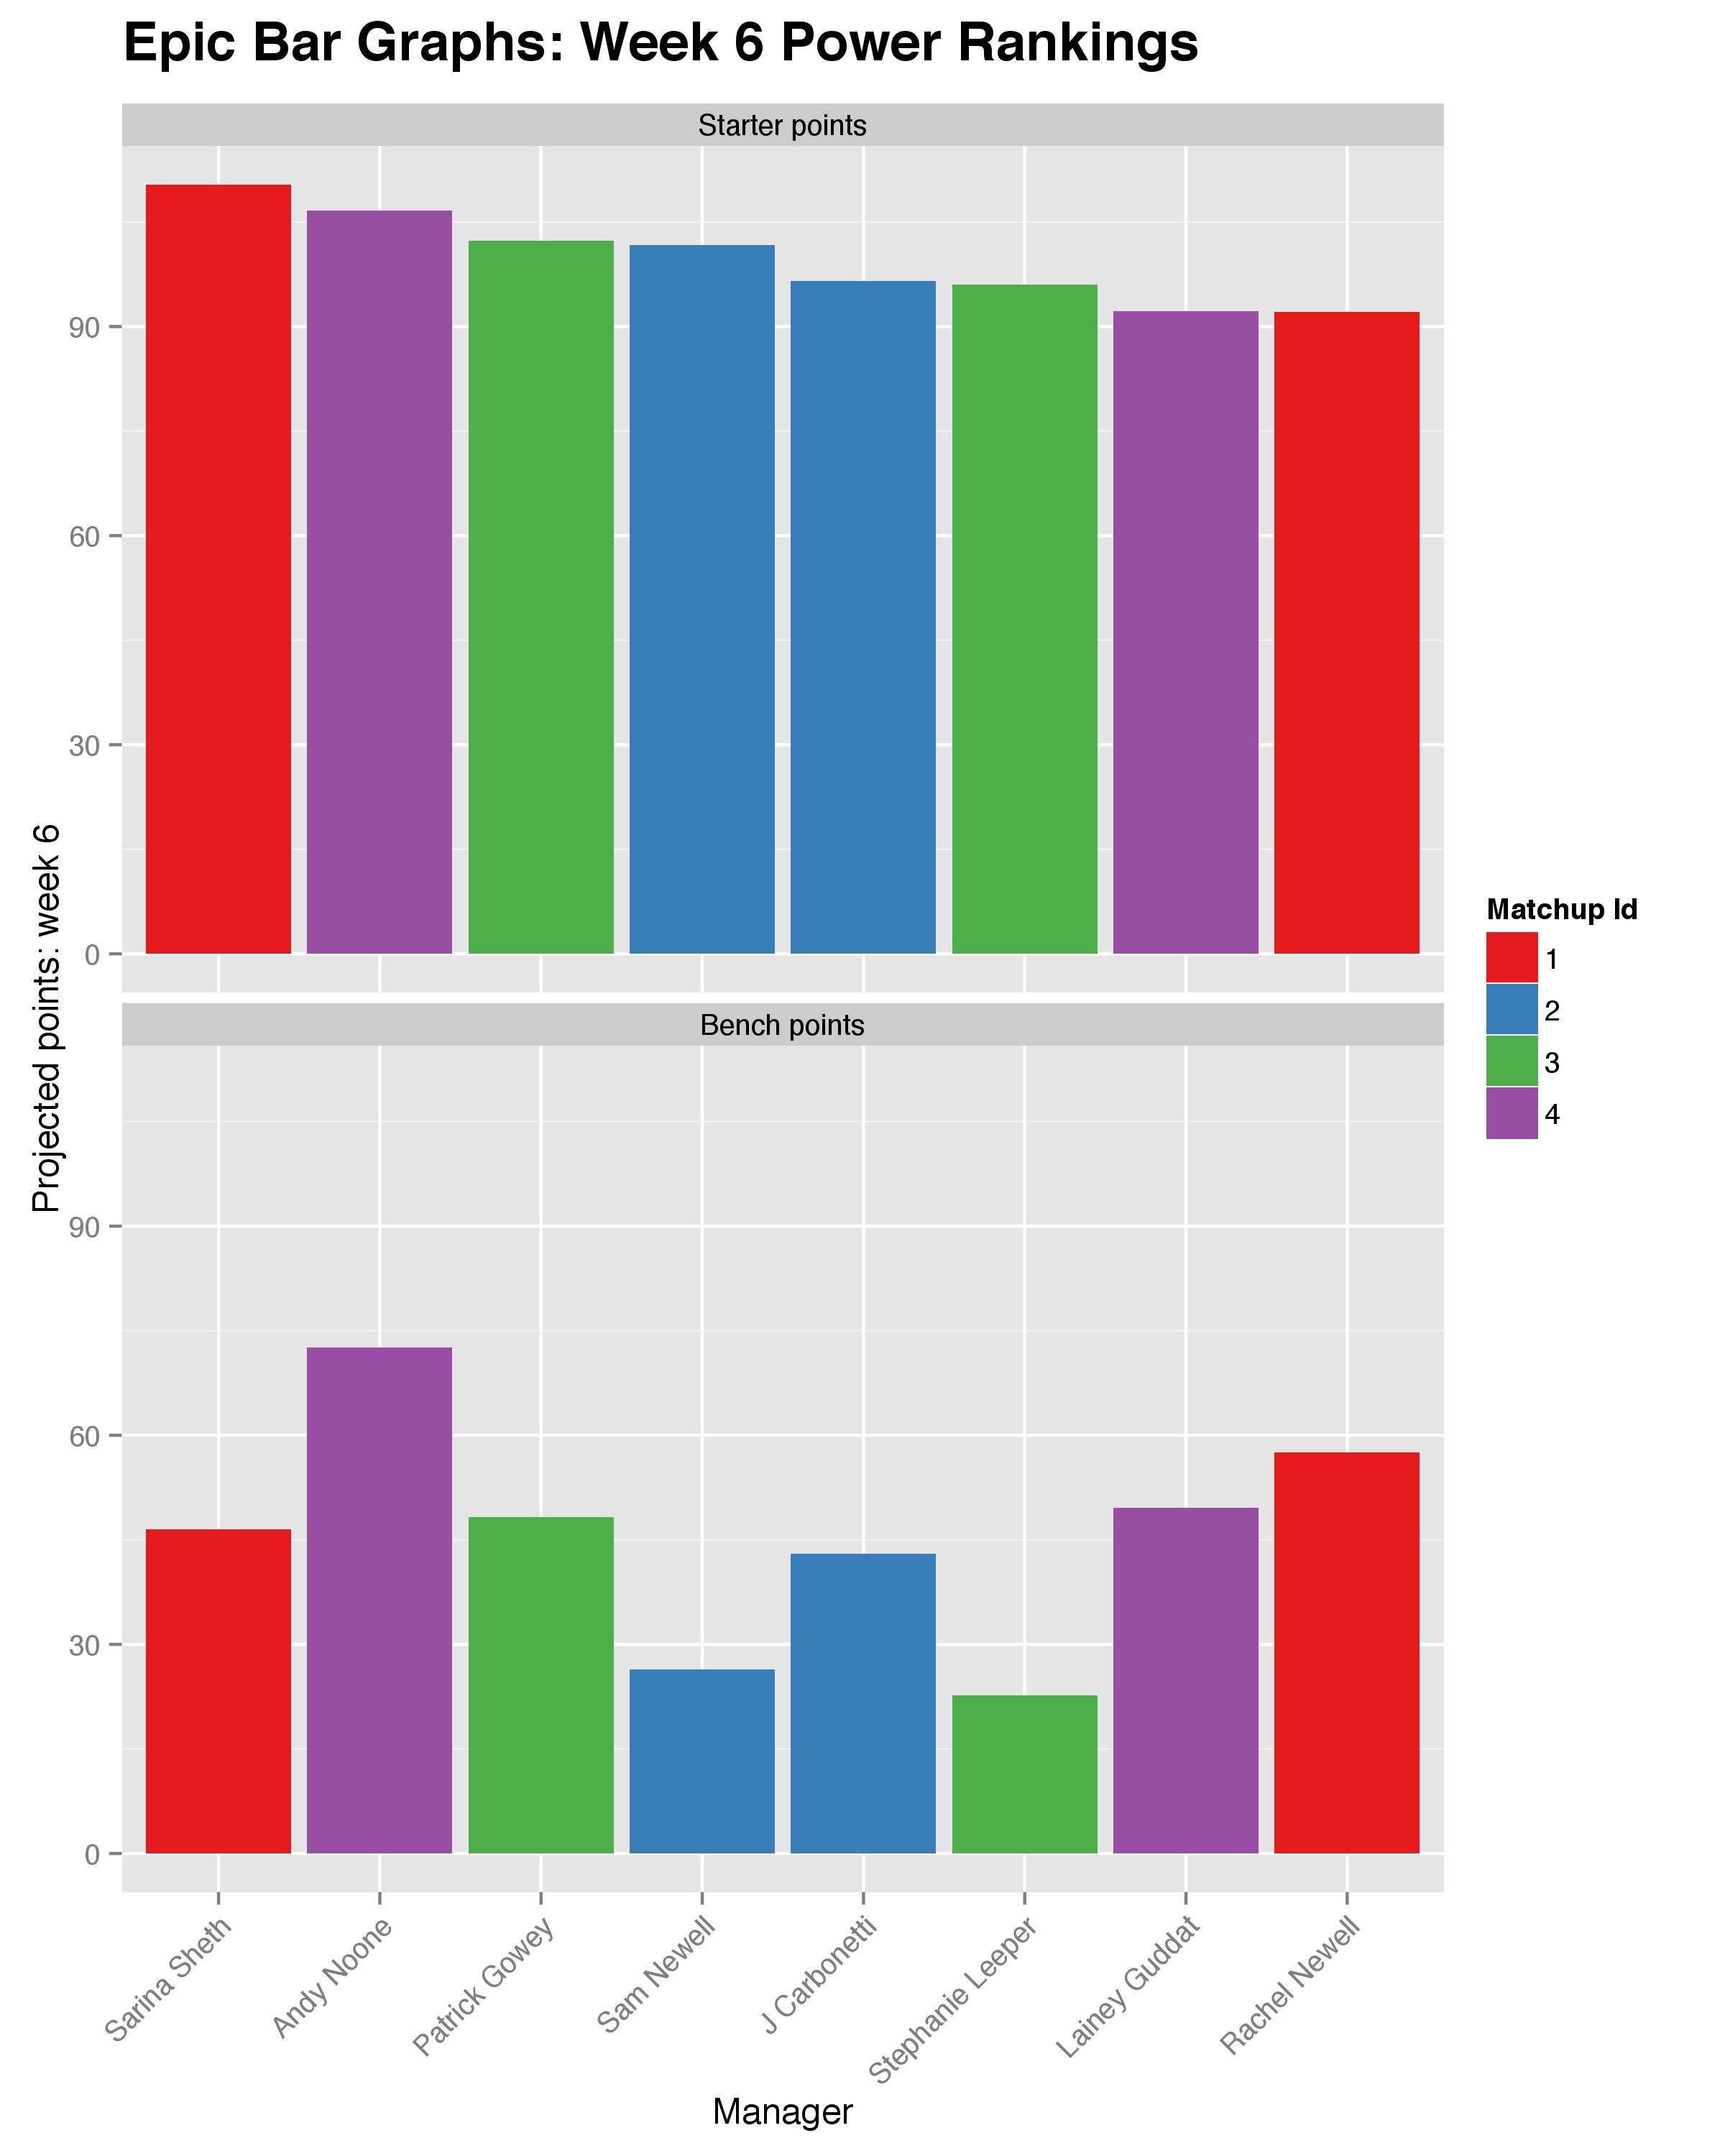 Epic Bar Graphs: Week 6 Power Rankings
Starter points
90
60
30
0
Projected points: week 6
Bench points
90
60
30
0
Sarina Sheth
Andy Noone
Patrick Gowey
Sam Newell
J Carbonetti
Stephanie Leeper
Lainey Guddat
Rachel Newell
Manager
Matchup Id
1
2
3
4